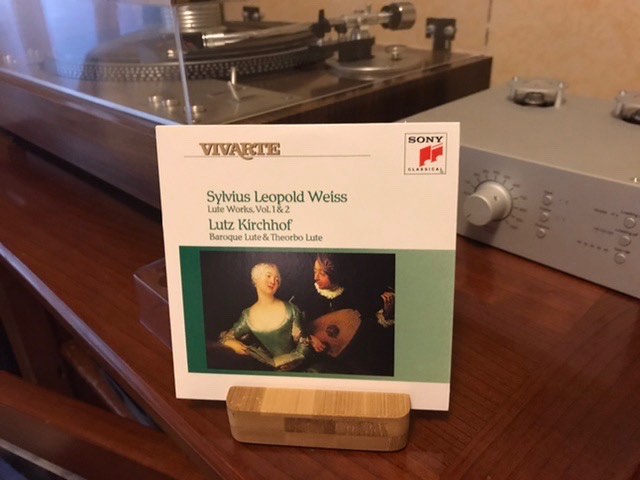 VIVARTE
SONY
CLASSICAL
Sylvius Leopold Weiss
Lute Works, Vol. 1 & 2
Lutz Kirchhof
Baroque Lute & Theorbo Lute